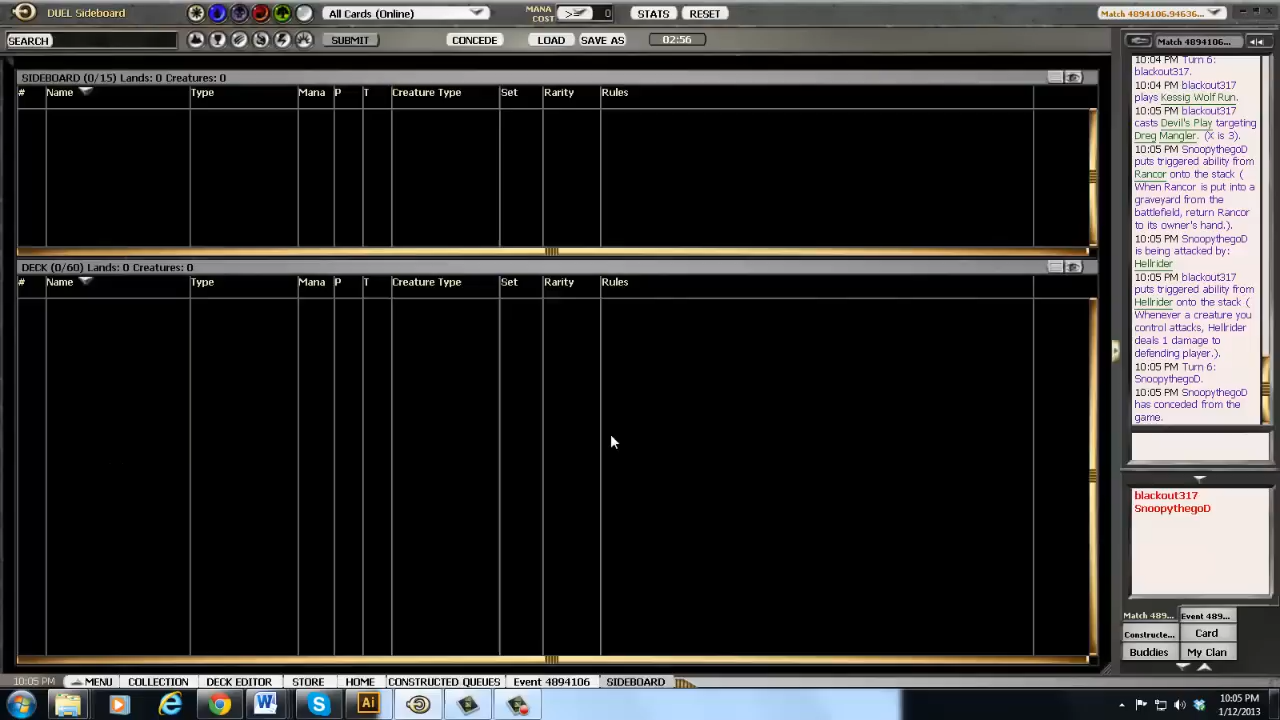 DUEL Sideboard
All Cards (Online)
MANA
COST
>=
0
STATS
RESET
Match 4894106.94636...
SEARCH
SUBMIT
CONCEDE
LOAD
SAVE AS
02:56
Match 4894106...
SIDEBOARD (0/15) Lands: 0 Creatures: 0
# Name Type Mana P T Creature Type Set Rarity Rules
DECK (0/60) Lands: 0 Creatures: 0
# Name Type Mana P T Creature Type Set Rarity Rules
10:04 PM Turn 6:
blackout317.
10:04 PM blackout317
plays Kessig Wolf Run.
10:05 PM blackout317
casts Devil's Play targeting
Dreg Mangler. (X is 3).
10:05 PM SnoopythegoD
puts triggered ability from
Rancor onto the stack (
When Rancor is put into a
graveyard from the
battlefield, return Rancor
to its owner's hand.).
10:05 PM SnoopythegoD
is being attacked by:
Hellrider
10:05 PM blackout317
puts triggered ability from
Hellrider onto the stack (
Whenever a creature you
control attacks, Hellrider
deals 1 damage to
defending player.).
10:05 PM Turn 6:
SnoopythegoD.
10:05 PM SnoopythegoD
has conceded from the
game.
blackout317
SnoopythegoD
Match 489...
Event 489...
Constructe...
Card
Buddies
My Clan
10:05 PM
MENU
COLLECTION
DECK EDITOR
STORE
HOME
CONSTRUCTED QUEUES
Event 4894106
SIDEBOARD
W
S
Ai
10:05 PM
1/12/2013